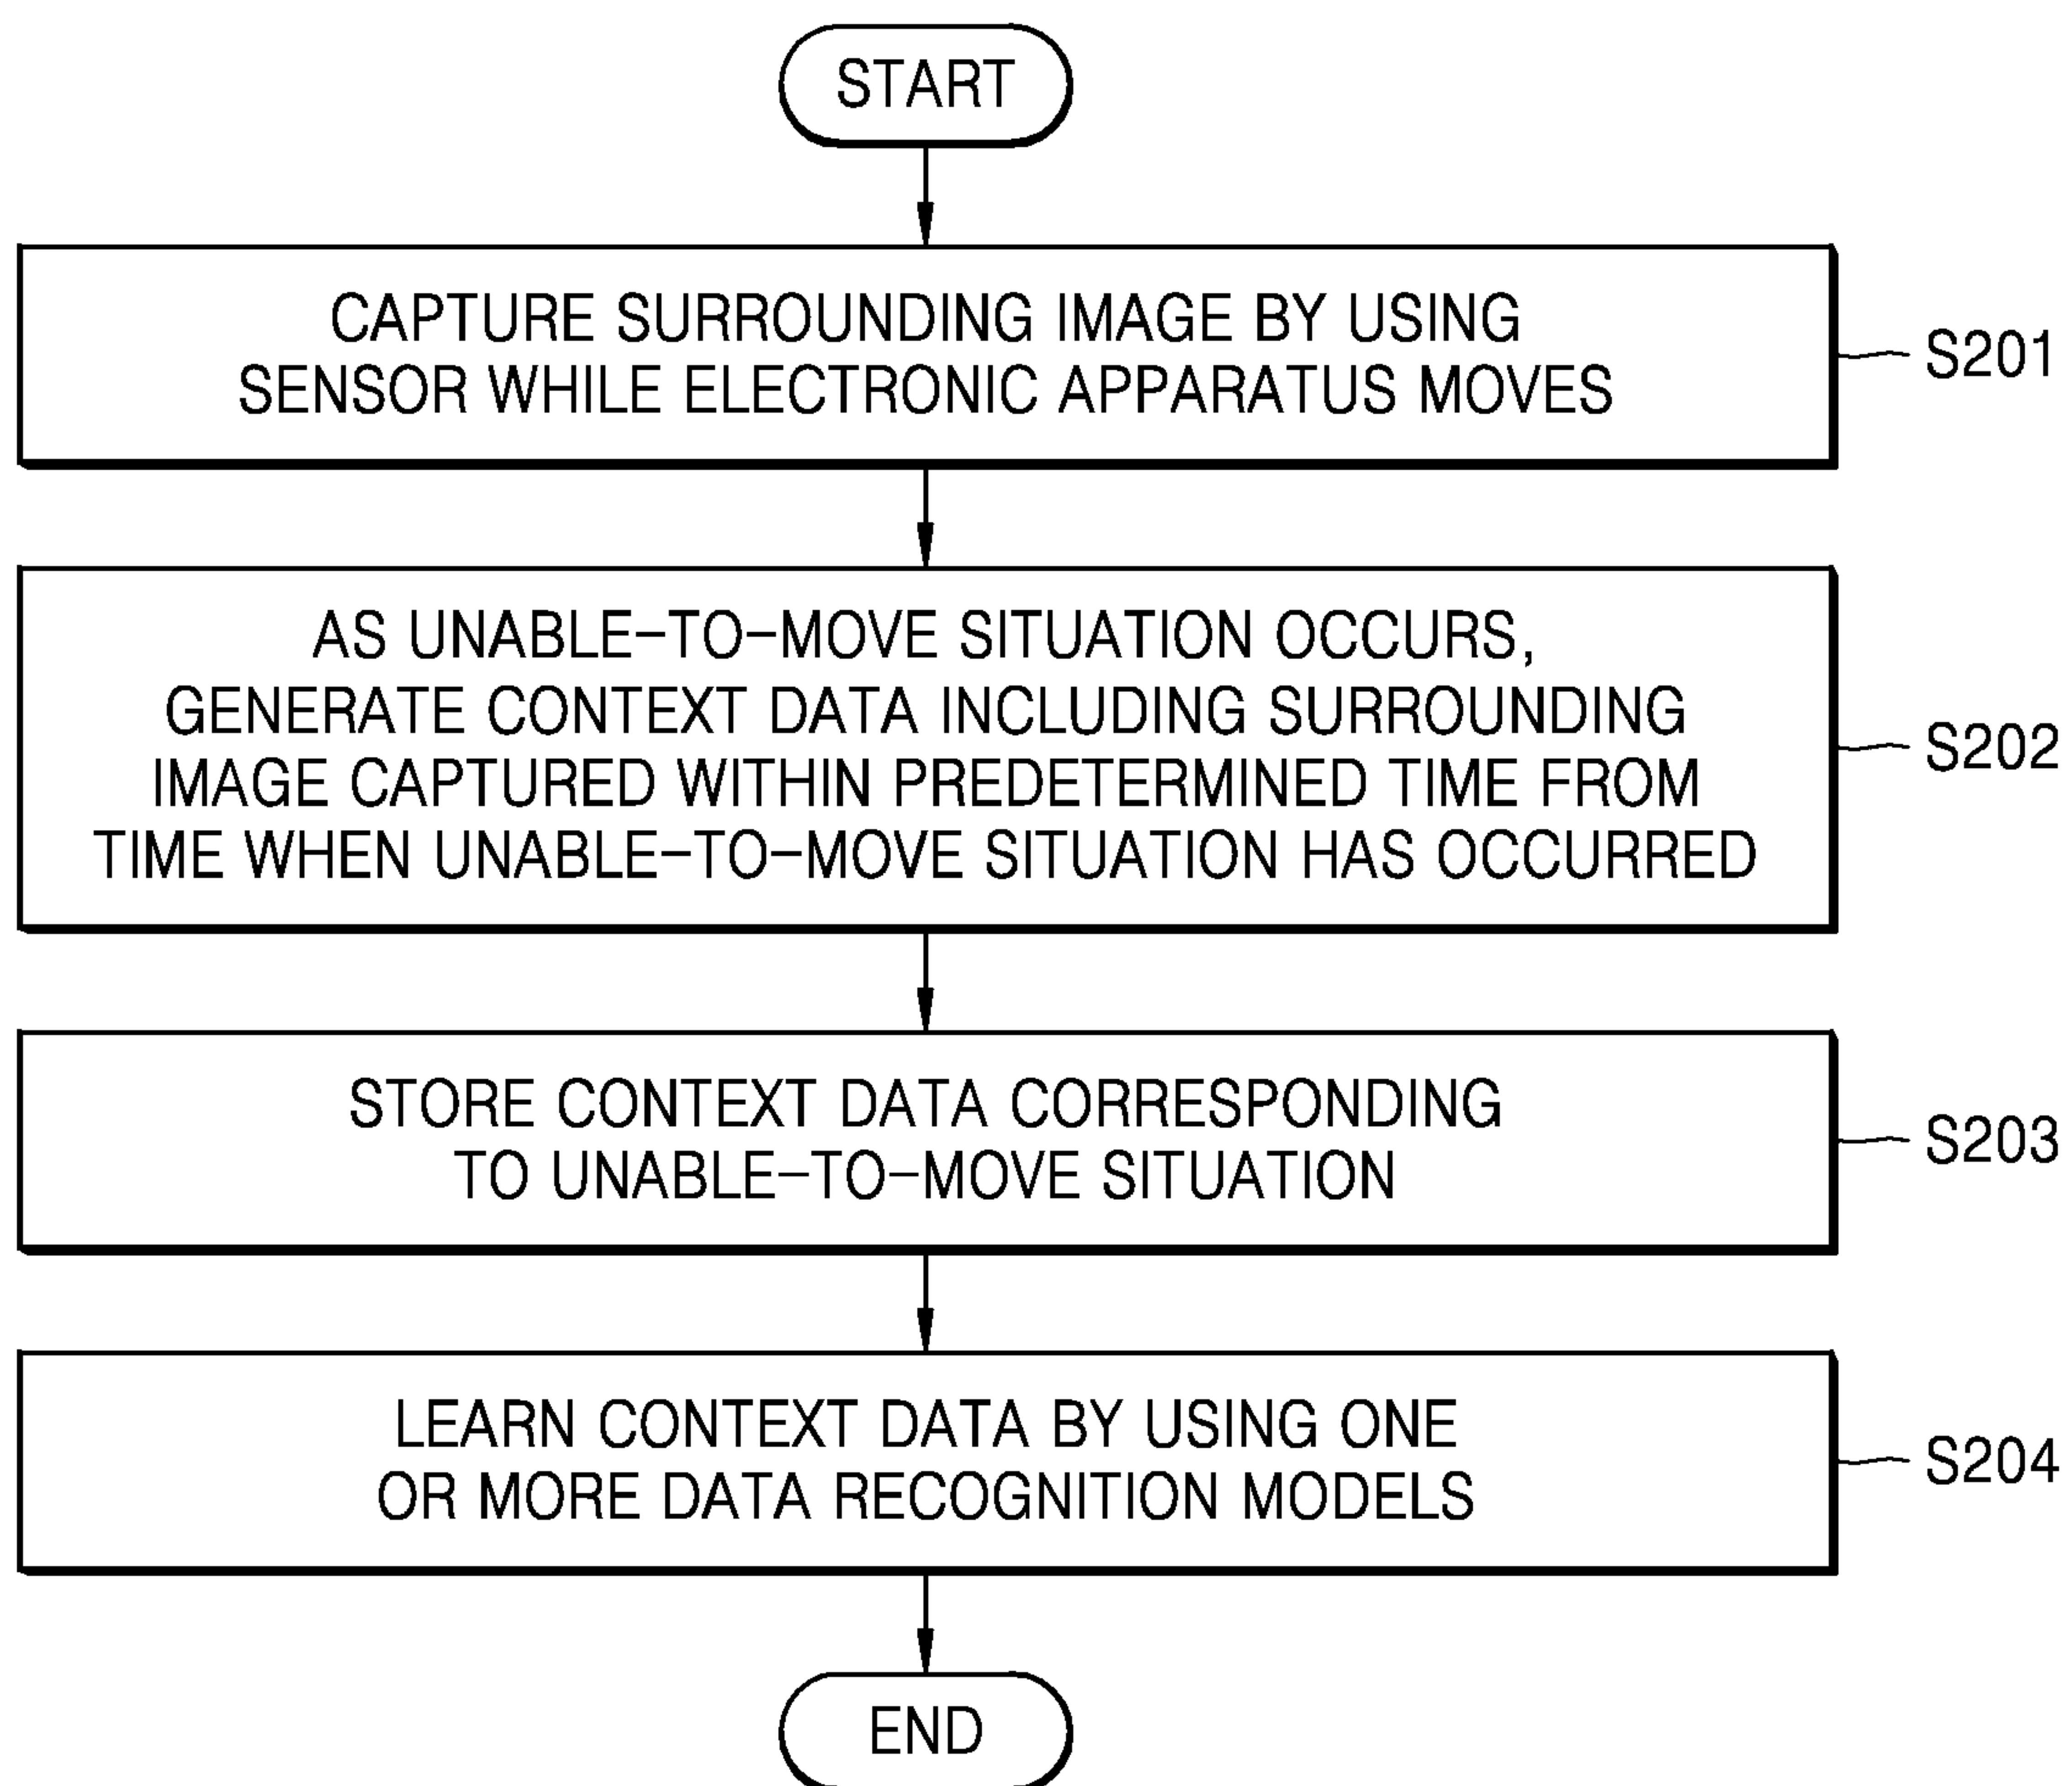 START
CAPTURE SURROUNDING IMAGE BY USING
SENSOR WHILE ELECTRONIC APPARATUS MOVES
S201
AS UNABLE-TO-MOVE SITUATION OCCURS,
GENERATE CONTEXT DATA INCLUDING SURROUNDING
IMAGE CAPTURED WITHIN PREDETERMINED TIME FROM
TIME WHEN UNABLE-TO-MOVE SITUATION HAS OCCURRED
S202
STORE CONTEXT DATA CORRESPONDING
TO UNABLE-TO-MOVE SITUATION
S203
LEARN CONTEXT DATA BY USING ONE
OR MORE DATA RECOGNITION MODELS
S204
END